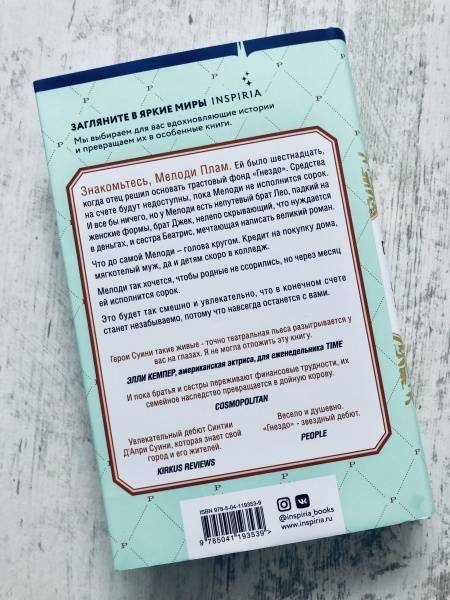 ЗАГЛЯНИТЕ В ЯРКИЕ МИРЫ INSPIRIA
Мы выбираем для вас вдохновляющие истории
и превращаем их в особенные книги.
Знакомьтесь, Мелоди Плам. Ей было шестнадцать,
когда отец решил основать трастовый фонд «Гнездо». Средства
на счете будут недоступны, пока Мелоди не исполнится сорок.
И все бы ничего, но у Мелоди есть непутевый брат Лео, падкий на
женские формы, брат Джек, нелепо скрывающий, что нуждается
в деньгах, и сестра Беатрис, мечтающая написать великий роман.
Что до самой Мелоди – голова кругом. Кредит на покупку дома,
мягкотелый муж, да и детям скоро в колледж.
Мелоди так хочется, чтобы родные не ссорились, но через месяц
ей исполнится сорок.
Это будет так смешно и увлекательно, что в конечном счете
станет незабываемо, потому что навсегда останется с вами.
Герои Суини такие живые - точно театральная пьеса разыгрывается у
вас на глазах. Я не могла отложить эту книгу.
ЭЛЛИ КЕМПЕР, американская актриса, для еженедельника TIME
И пока братья и сестры переживают финансовые трудности, их
семейное наследство превращается в дойную корову.
COSMOPOLITAN
Увлекательный дебют Синтии
Д'Апри Суини, которая знает свой
город и его жителей.
KIRKUS REVIEWS
Весело и душевно.
«Гнездо» - звездный дебют.
PEOPLE
ISBN 978-5-04-119353-9
9 785041 193539 >
@inspiria_books
inspiria.ru